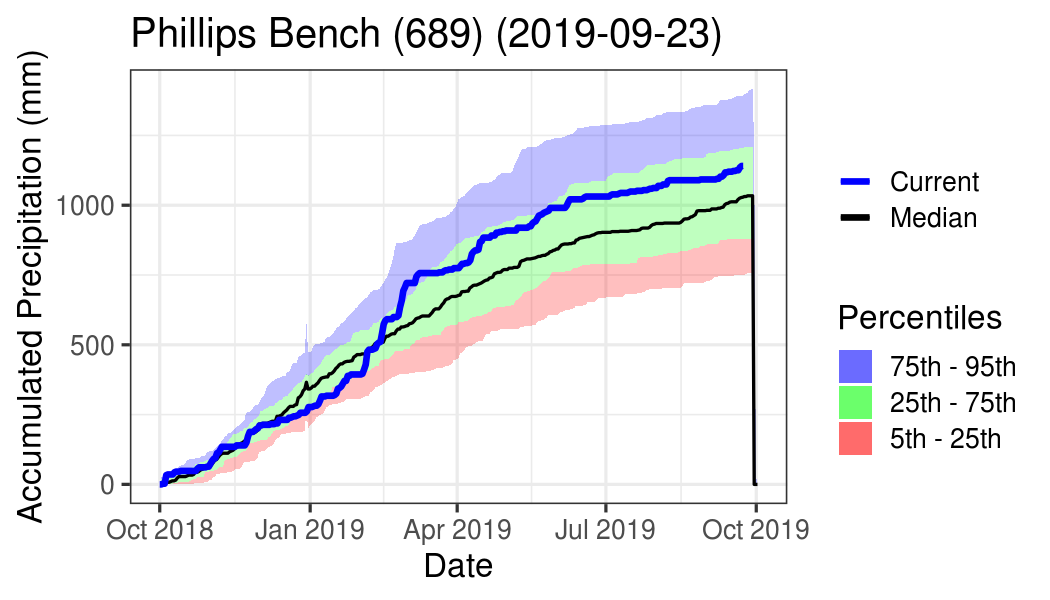 Phillips Bench (689) (2019-09-23)
Accumulated Precipitation (mm)
1000
500
0
Oct 2018 Jan 2019 Apr 2019 Jul 2019 Oct 2019
Date
Current
Median
Percentiles
75th - 95th
25th - 75th
5th - 25th